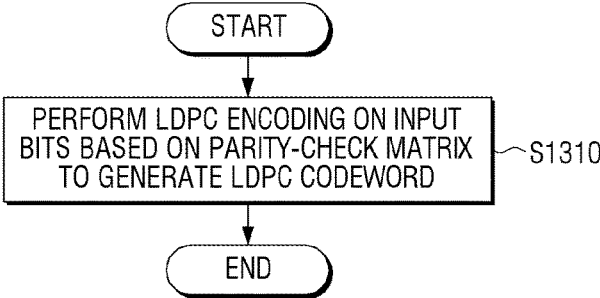 START
PERFORM LDPC ENCODING ON INPUT
BITS BASED ON PARITY-CHECK MATRIX
TO GENERATE LDPC CODEWORD
S1310
END